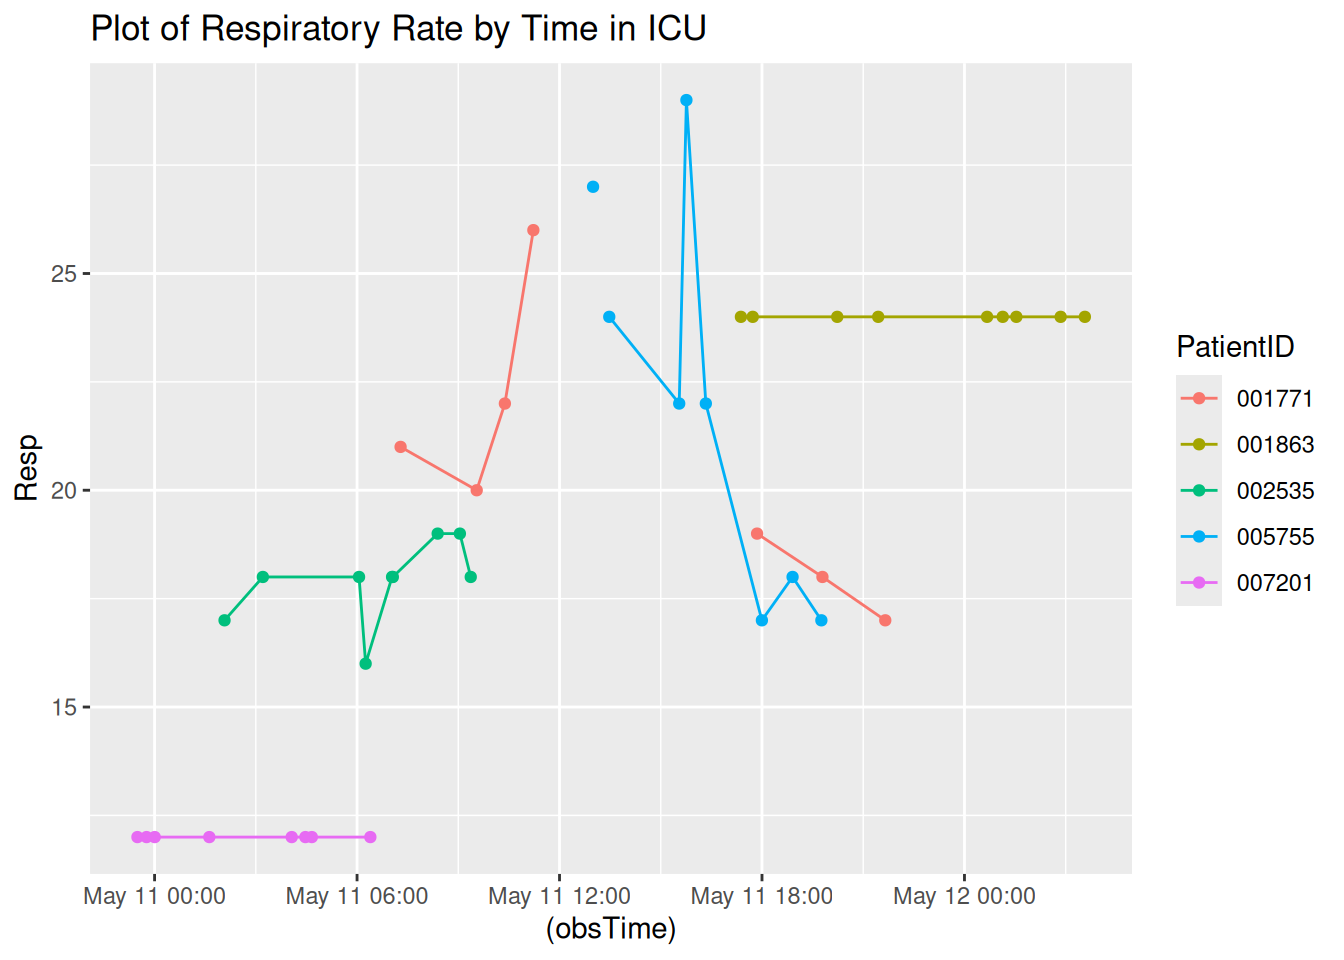 Plot of Respiratory Rate by Time in ICU
Resp
25
20
15
May 11 00:00 May 11 06:00 May 11 12:00 May 11 18:00 May 12 00:00
(obsTime)
PatientID
001771
001863
002535
005755
007201